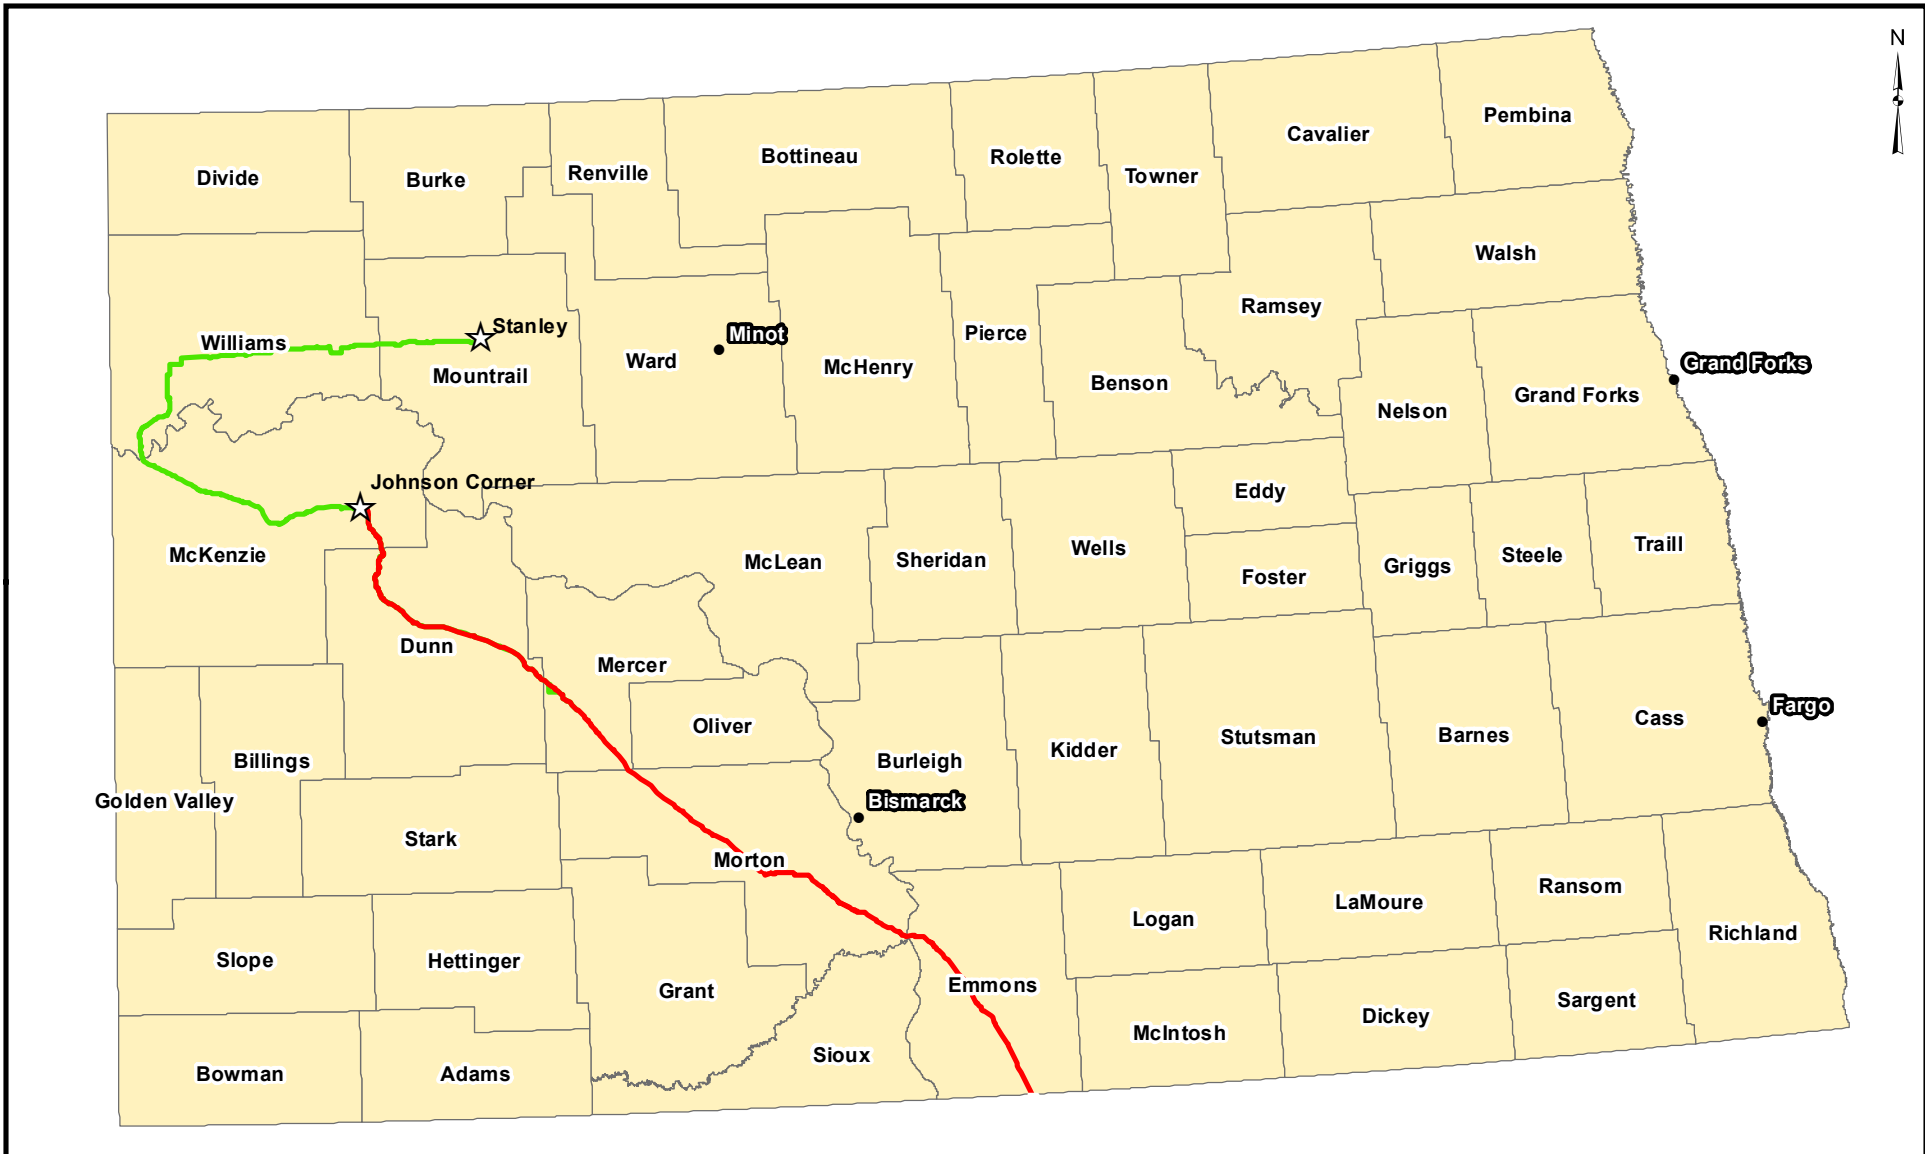 N
Pembina
Cavalier
Bottineau
Rolette
Renville
Towner
Divide
Burke
Walsh
Ramsey
Stanley
Williams
Minot
Pierce
Ward
Grand Forks
McHenry
Mountrail
Benson
Grand Forks
Nelson
Johnson Corner
Eddy
McKenzie
McLean
Sheridan
Wells
Foster
Griggs
Steele
Traill
Dunn
Mercer
Oliver
Fargo
Cass
Billings
Burleigh
Kidder
Stutsman
Barnes
Golden Valley
Bismarck
Stark
Morton
Ransom
LaMoure
Logan
Richland
Slope
Hettinger
Grant
Emmons
Sargent
Dickey
McIntosh
Sioux
Bowman
Adams